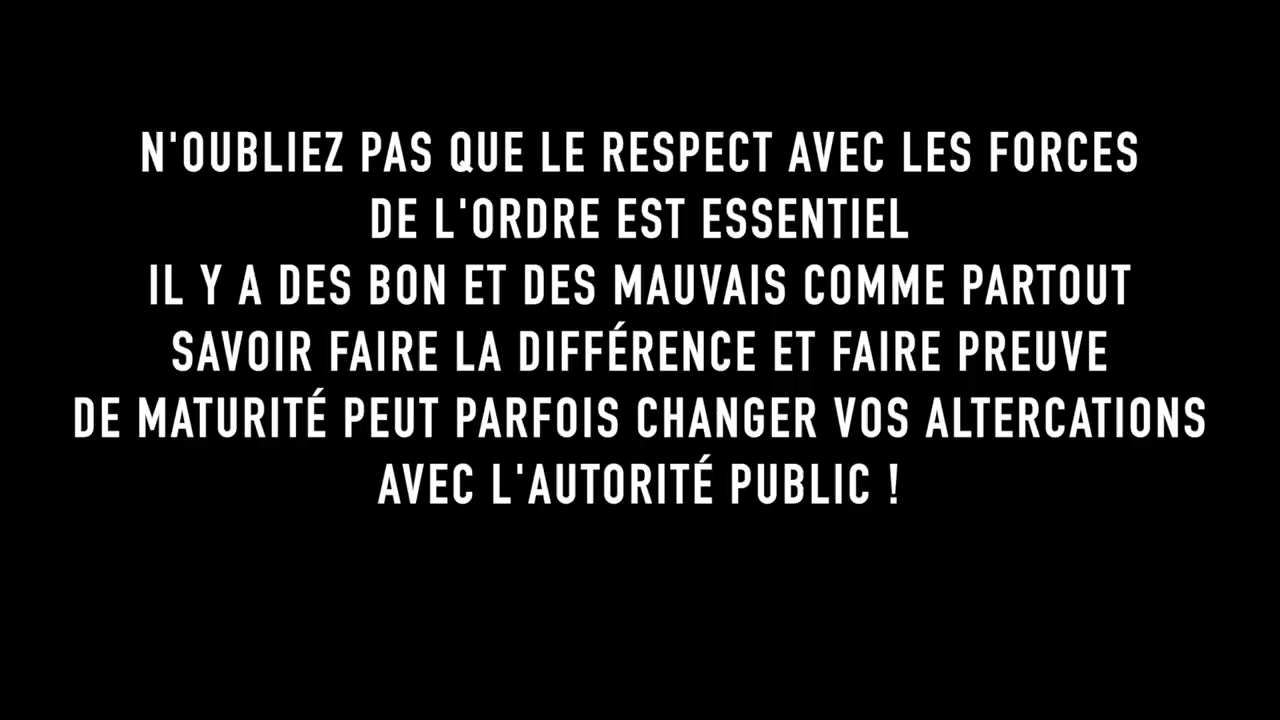 N'OUBLIEZ PAS QUE LE RESPECT AVEC LES FORCES
DE L'ORDRE EST ESSENTIEL
IL Y A DES BON ET DES MAUVAIS COMME PARTOUT
SAVOIR FAIRE LA DIFFÉRENCE ET FAIRE PREUVE
DE MATURITÉ PEUT PARFOIS CHANGER VOS ALTERCATIONS
AVEC L'AUTORITÉ PUBLIC !